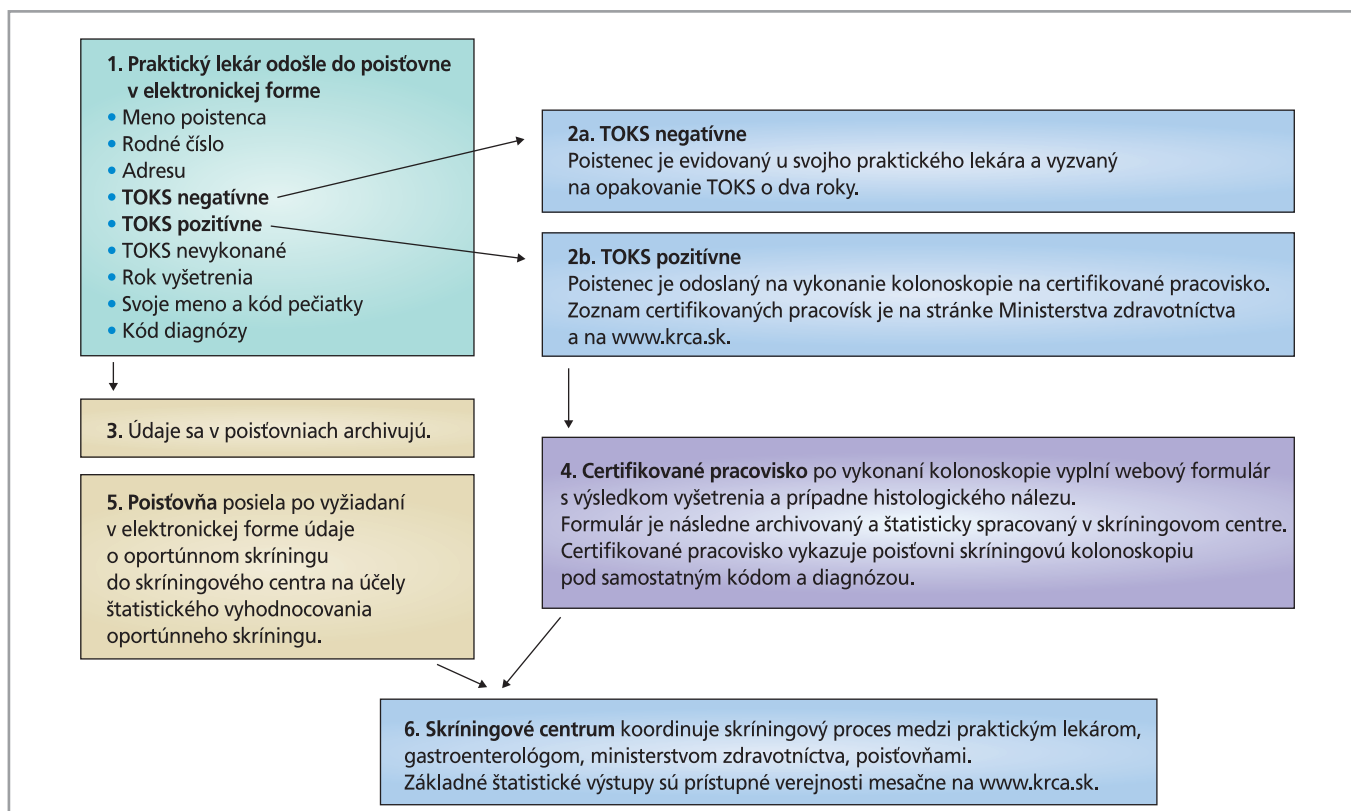 1. Praktický lekár odošle do poisťovne
v elektronickej forme
• Meno poistenca
• Rodné číslo
• Adresu
• TOKS negatívne
• TOKS pozitívne
• TOKS nevykonané
• Rok vyšetrenia
• Svoje meno a kód pečiatky
• Kód diagnózy
2a. TOKS negatívne
Poistenec je evidovaný u svojho praktického lekára a vyzvaný
na opakovanie TOKS o dva roky.
2b. TOKS pozitívne
Poistenec je odoslaný na vykonanie kolonoskopie na certifikované pracovisko.
Zoznam certifikovaných pracovísk je na stránke Ministerstva zdravotníctva
a na www.krca.sk.
3. Údaje sa v poisťovniach archivujú.
4. Certifikované pracovisko po vykonaní kolonoskopie vyplní webový formulár
s výsledkom vyšetrenia a prípadne histologického nálezu.
Formulár je následne archivovaný a štatisticky spracovaný v skríningovom centre.
Certifikované pracovisko vykazuje poisťovni skríningovú kolonoskopiu
pod samostatným kódom a diagnózou.
5. Poisťovňa posiela po vyžiadaní
v elektronickej forme údaje
o oportúnnom skríningu
do skríningového centra na účely
štatistického vyhodnocovania
oportúnneho skríningu.
6. Skríningové centrum koordinuje skríningový proces medzi praktickým lekárom,
gastroenterológom, ministerstvom zdravotníctva, poisťovňami.
Základné štatistické výstupy sú prístupné verejnosti mesačne na www.krca.sk.